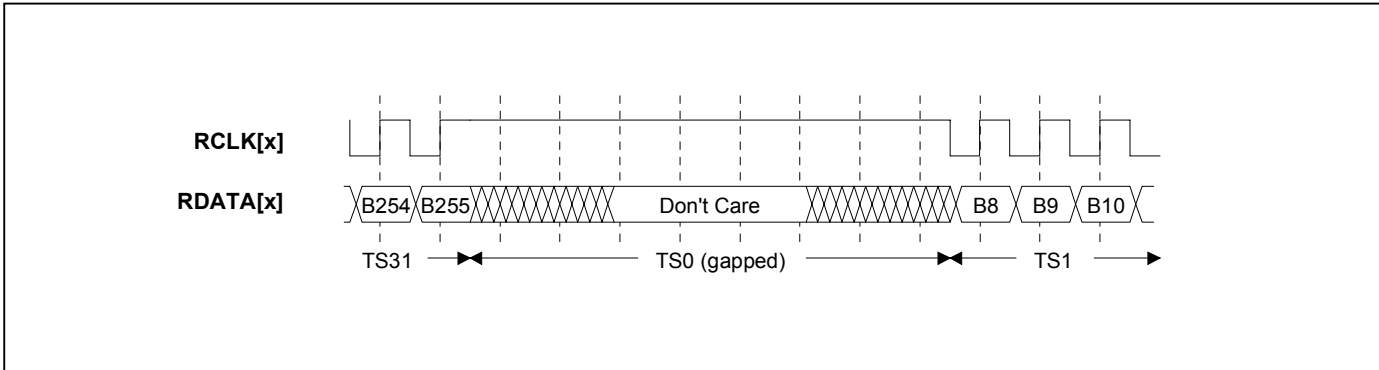 RCLK[x]
RDATA[x] B254 B255 Don't Care B8 B9 B10
TS31 TS0 (gapped) TS1